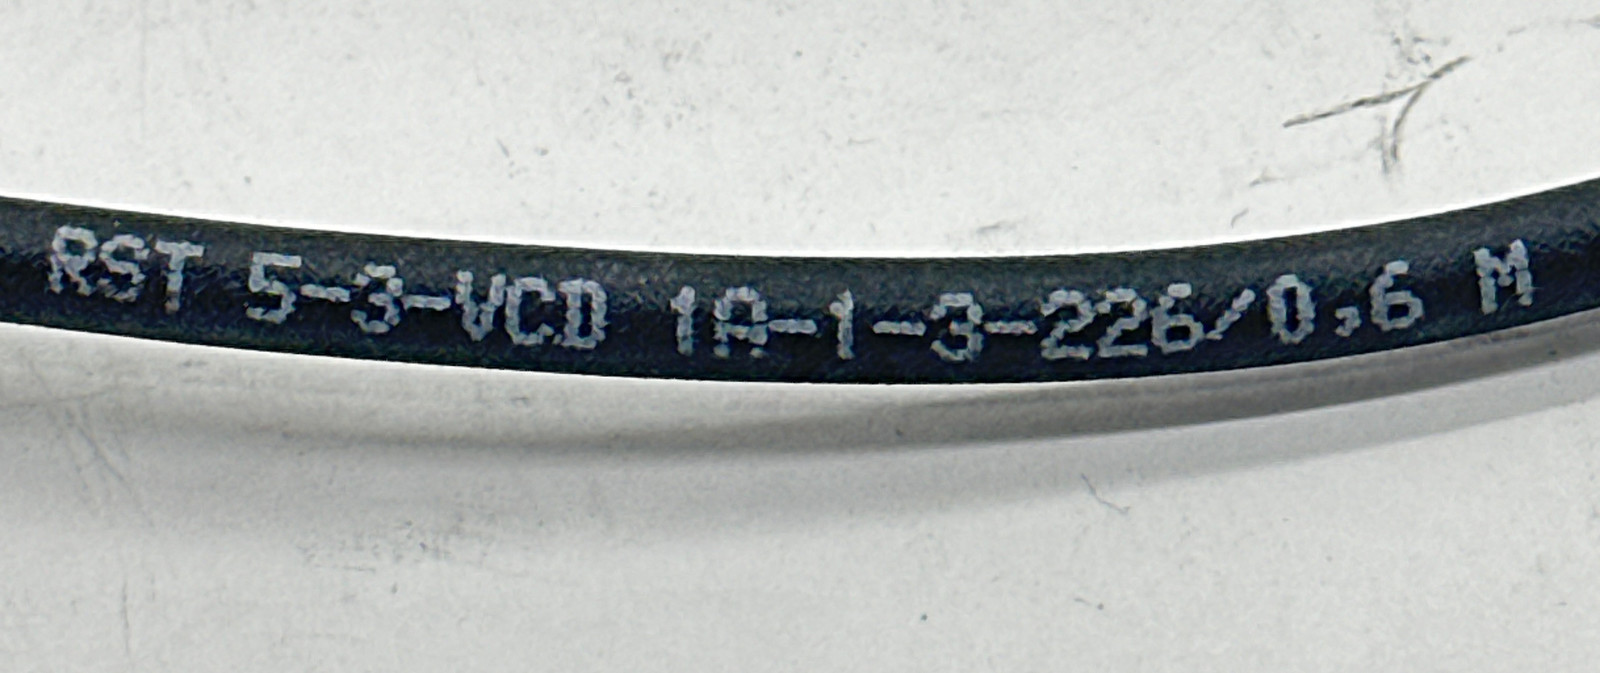 RST 5-3-VCD 1A-1-3-226/0,6 M